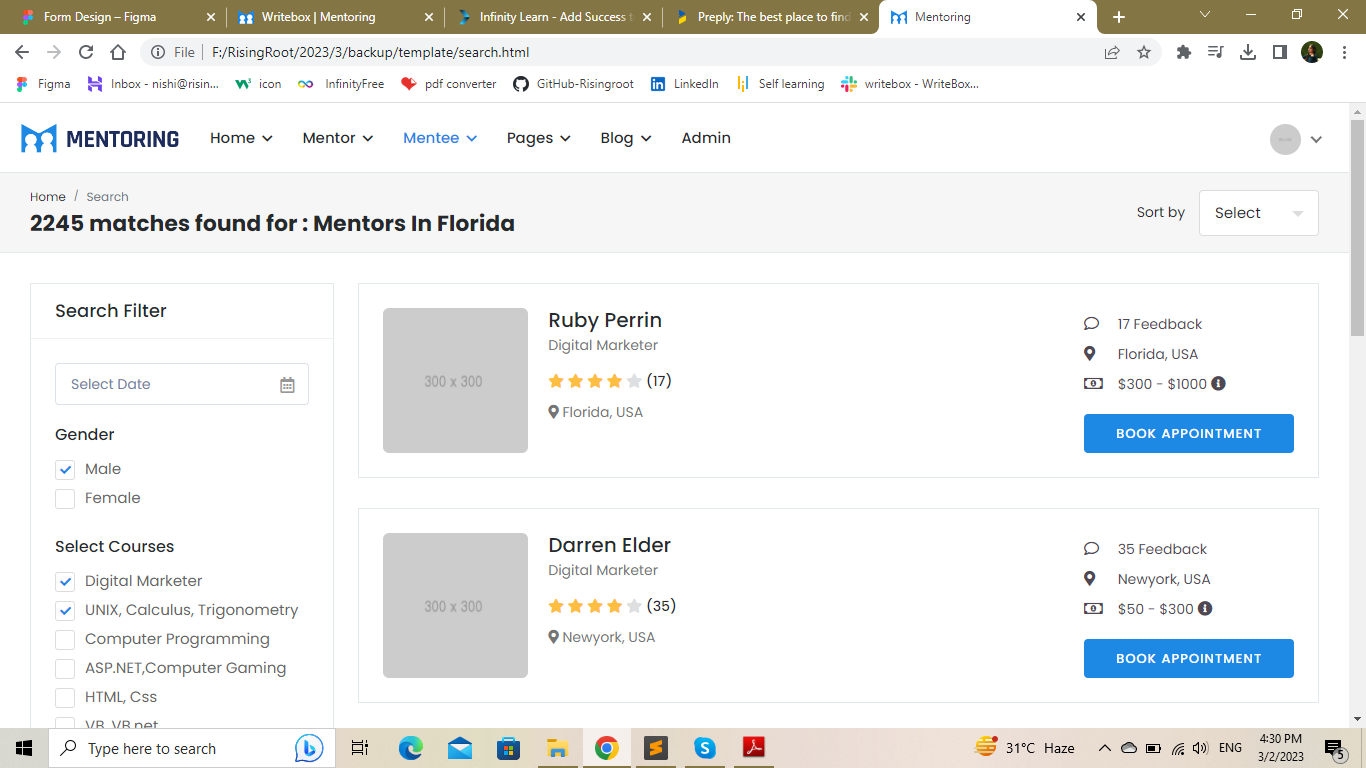 Form Design – Figma
Writebox | Mentoring
Infinity Learn - Add Success t
Preply: The best place to find
Mentoring
File
F:/RisingRoot/2023/3/backup/template/search.html
Figma
Inbox - nishi@risin...
icon
InfinityFree
pdf converter
GitHub-Risingroot
LinkedIn
Self learning
writebox - WriteBox...
MENTORING
Home
Mentor
Mentee
Pages
Blog
Admin
Home / Search
2245 matches found for : Mentors In Florida
Sort by
Select
Search Filter
Select Date
Gender
Male
Female
Select Courses
Digital Marketer
UNIX, Calculus, Trigonometry
Computer Programming
ASP.NET,Computer Gaming
HTML, Css
VB, VB.net
300 x 300
Ruby Perrin
Digital Marketer
(17)
Florida, USA
17 Feedback
Florida, USA
$300 - $1000
BOOK APPOINTMENT
300 x 300
Darren Elder
Digital Marketer
(35)
Newyork, USA
35 Feedback
Newyork, USA
$50 - $300
BOOK APPOINTMENT
Type here to search
31°C Haze
ENG
4:30 PM
3/2/2023
5